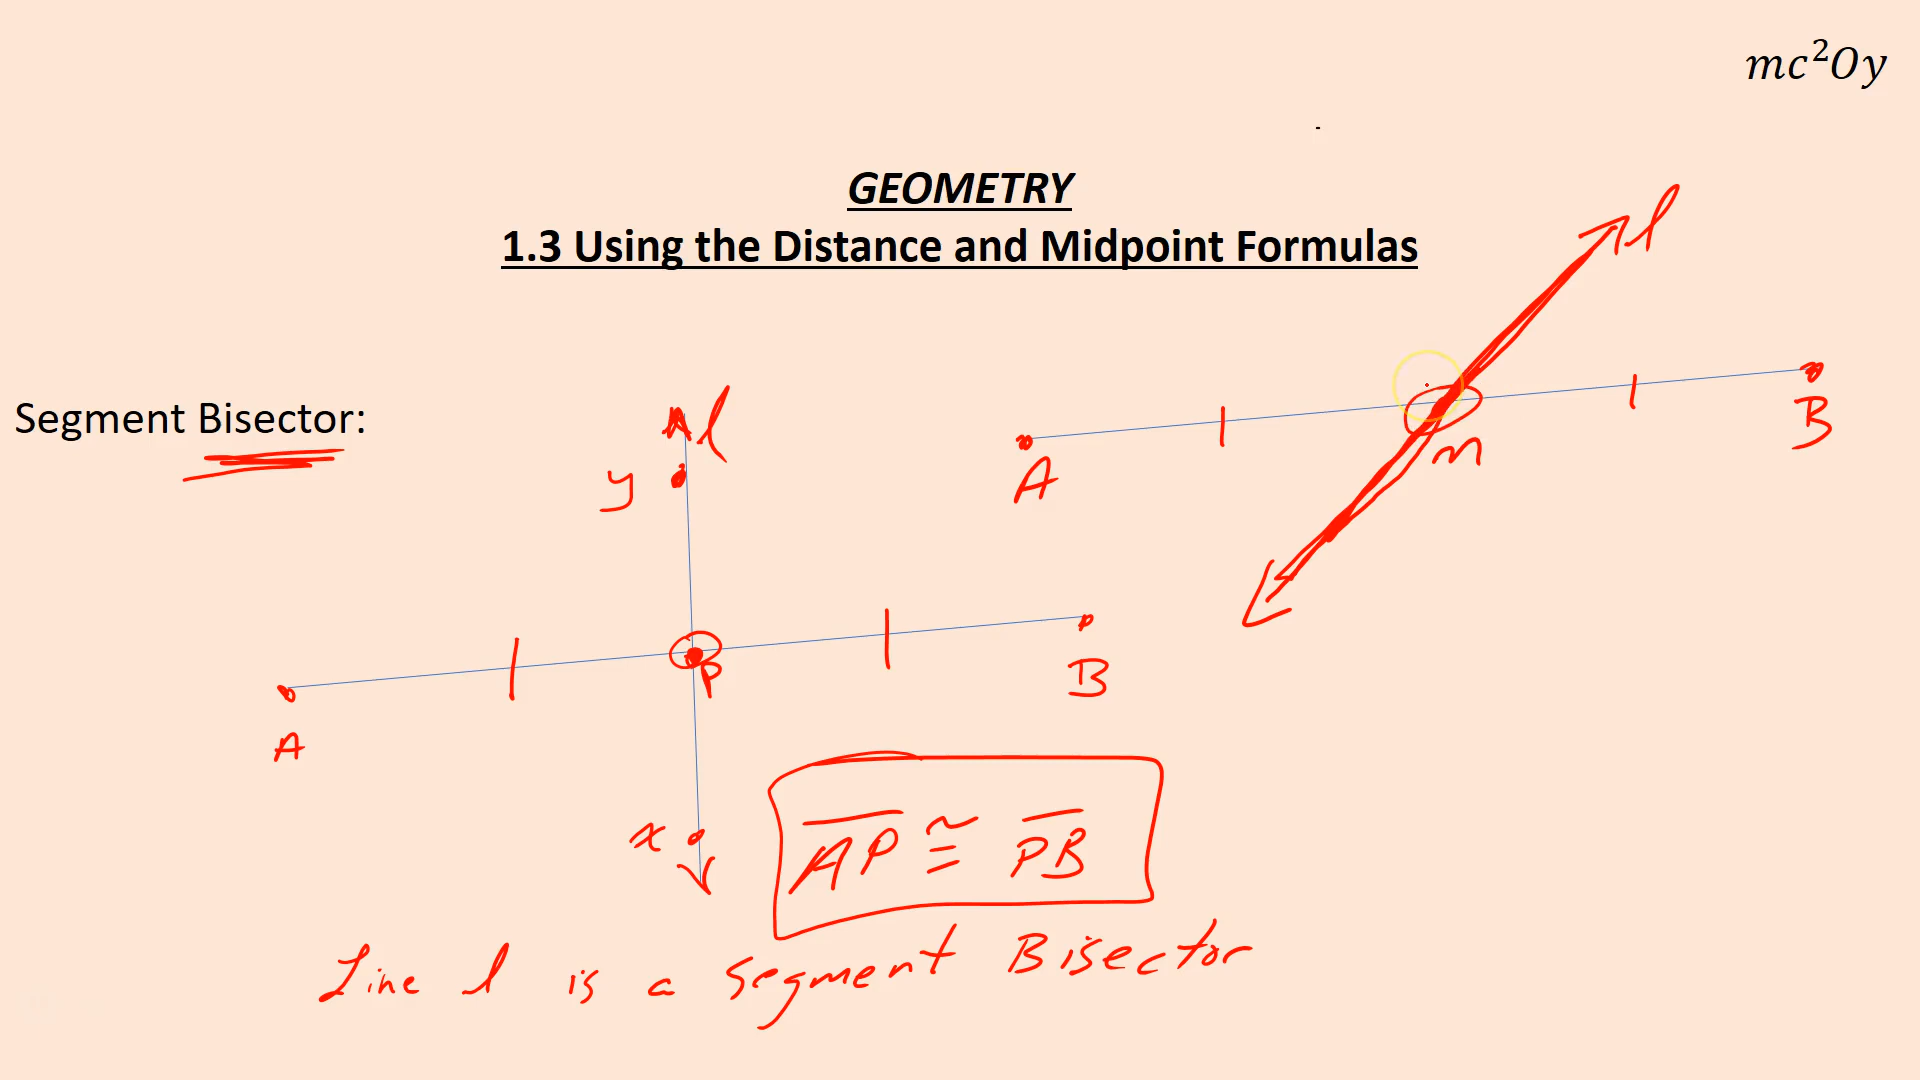 mc²Oy
GEOMETRY
1.3 Using the Distance and Midpoint Formulas
Segment Bisector:
l
y
A
P
B
x
l
A
m
B
AP ≅ PB
Line l is a segment Bisector